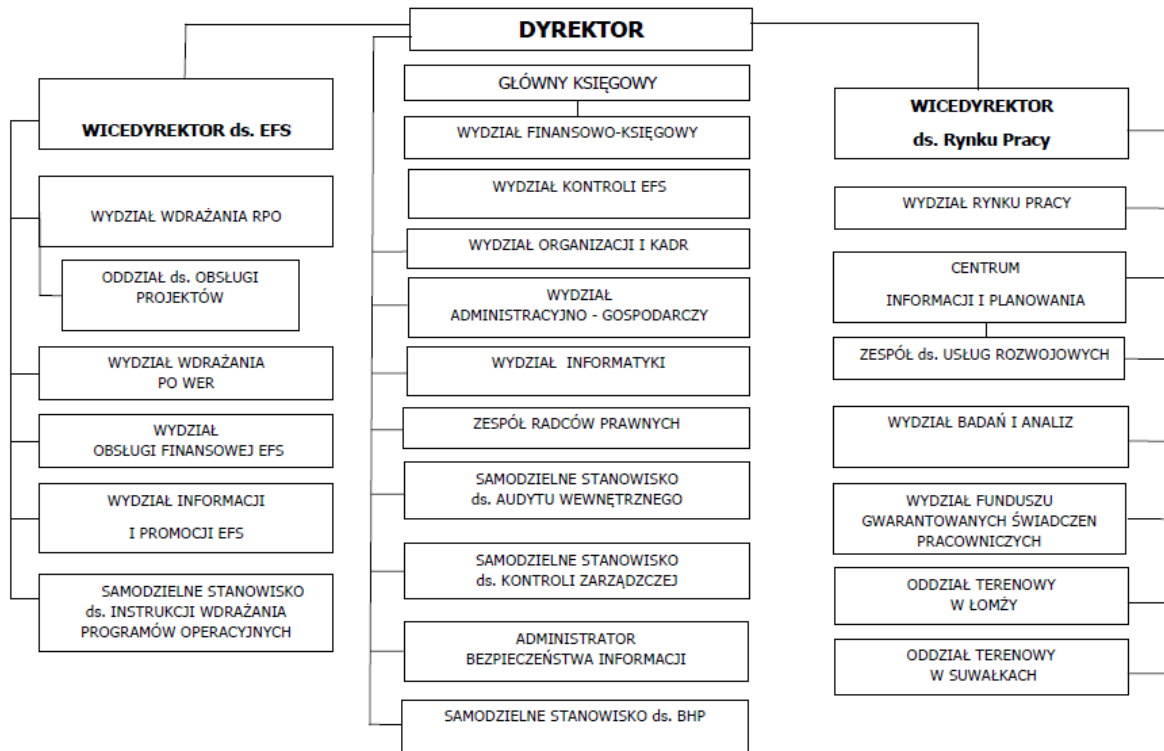 DYREKTOR
WICEDYREKTOR ds. EFS
WYDZIAŁ WDRAŻANIA RPO
ODDZIAŁ ds. OBSŁUGI
PROJEKTÓW
WYDZIAŁ WDRAŻANIA
PO WER
WYDZIAŁ
OBSŁUGI FINANSOWEJ EFS
WYDZIAŁ INFORMACJI
I PROMOCJI EFS
SAMODZIELNE STANOWISKO
ds. INSTRUKCJI WDRAŻANIA
PROGRAMÓW OPERACYJNYCH
GŁÓWNY KSIĘGOWY
WYDZIAŁ FINANSOWO-KSIĘGOWY
WYDZIAŁ KONTROLI EFS
WYDZIAŁ ORGANIZACJI I KADR
WYDZIAŁ
ADMINISTRACYJNO - GOSPODARCZY
WYDZIAŁ INFORMATYKI
ZESPÓŁ RADCÓW PRAWNYCH
SAMODZIELNE STANOWISKO
ds. AUDYTU WEWNĘTRZNEGO
SAMODZIELNE STANOWISKO
ds. KONTROLI ZARZĄDZCZEJ
ADMINISTRATOR
BEZPIECZEŃSTWA INFORMACJI
SAMODZIELNE STANOWISKO ds. BHP
WICEDYREKTOR
ds. Rynku Pracy
WYDZIAŁ RYNKU PRACY
CENTRUM
INFORMACJI I PLANOWANIA
ZESPÓŁ ds. USŁUG ROZWOJOWYCH
WYDZIAŁ BADAŃ I ANALIZ
WYDZIAŁ FUNDUSZU
GWARANTOWANYCH ŚWIADCZEN
PRACOWNICZYCH
ODDZIAŁ TERENOWY
W ŁOMŻY
ODDZIAŁ TERENOWY
W SUWAŁKACH